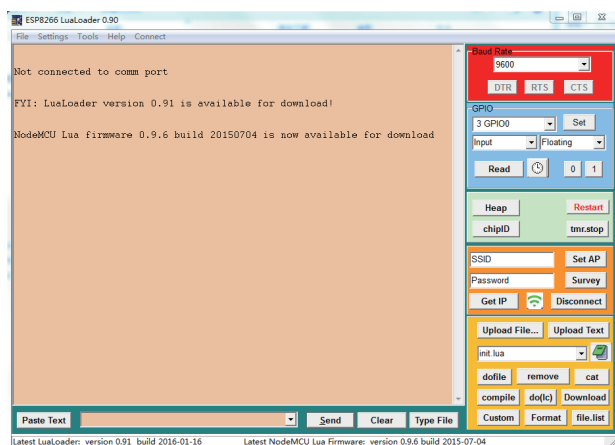 ESP8266 LuaLoader 0.90
File Settings Tools Help Connect
Not connected to comm port
FYI: LuaLoader version 0.91 is available for download!
NodeMCU Lua firmware 0.9.6 build 20150704 is now available for download
Baud Rate
9600
DTR RTS CTS
GPIO
3 GPIO0 Set
Input Floating
Read 0 1
Heap Restart
chipID tmr.stop
SSID Set AP
Password Survey
Get IP Disconnect
Upload File... Upload Text
init.lua
dofile remove cat
compile do(lc) Download
Custom Format file.list
Paste Text Send Clear Type File
Latest LuaLoader: version 0.91 build 2016-01-16 Latest NodeMCU Lua Firmware: version 0.9.6 build 2015-07-04